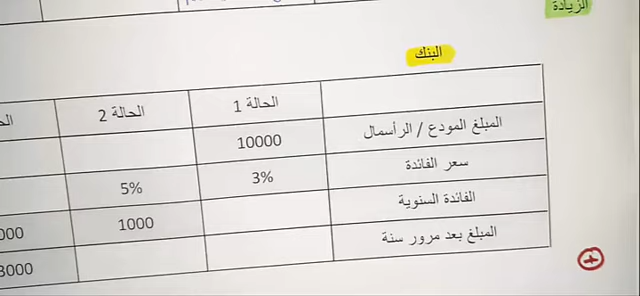 الزيادة
البنك
الحالة 1 الحالة 2
المبلغ المودع / الرأسمال 10000
سعر الفائدة 3% 5%
الفائدة السنوية 1000
المبلغ بعد مرور سنة